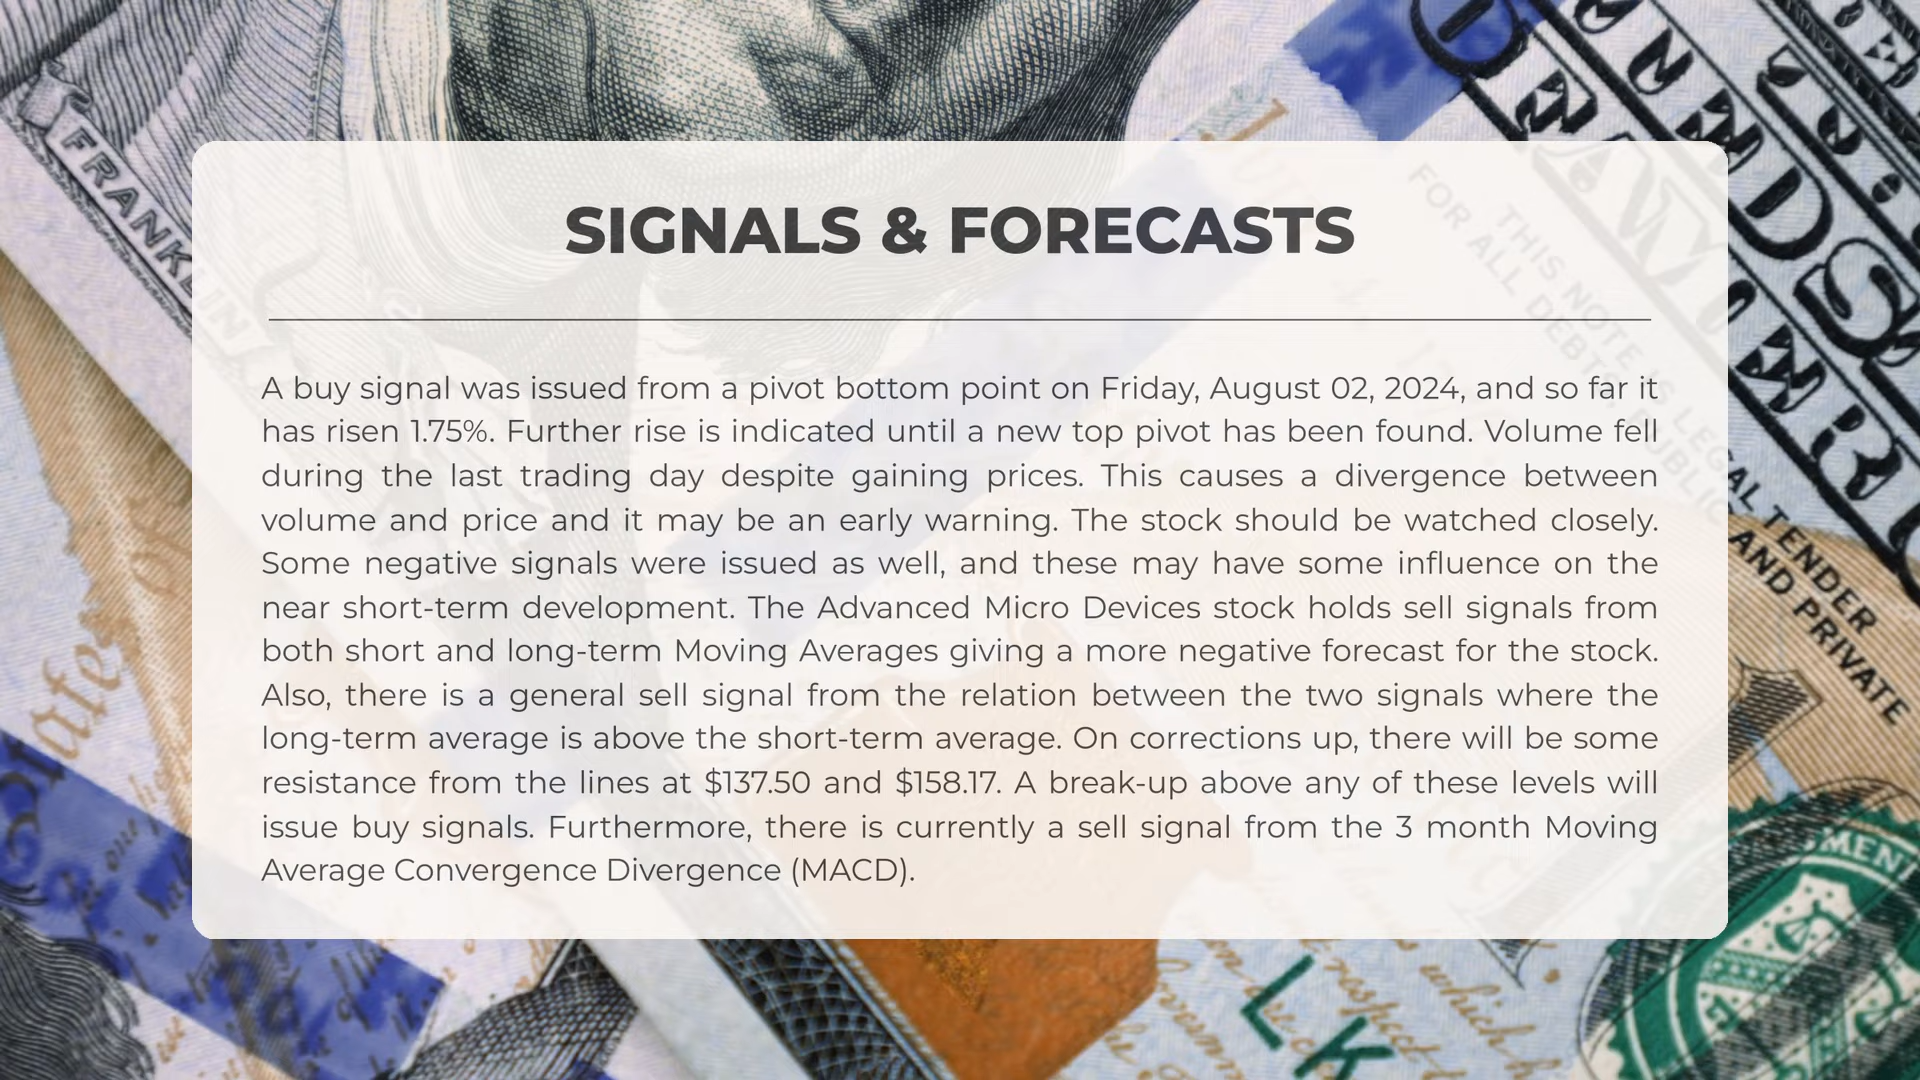 FRANKLIN
SIGNALS & FORECASTS
FOR ALL DEBTS, PUBLIC
THIS NOTE IS LEGAL TENDER
AND PRIVATE
A buy signal was issued from a pivot bottom point on Friday, August 02, 2024, and so far it
has risen 1.75%. Further rise is indicated until a new top pivot has been found. Volume fell
during the last trading day despite gaining prices. This causes a divergence between
volume and price and it may be an early warning. The stock should be watched closely.
Some negative signals were issued as well, and these may have some influence on the
near short-term development. The Advanced Micro Devices stock holds sell signals from
both short and long-term Moving Averages giving a more negative forecast for the stock.
Also, there is a general sell signal from the relation between the two signals where the
long-term average is above the short-term average. On corrections up, there will be some
resistance from the lines at $137.50 and $158.17. A break-up above any of these levels will
issue buy signals. Furthermore, there is currently a sell signal from the 3 month Moving
Average Convergence Divergence (MACD).
L K